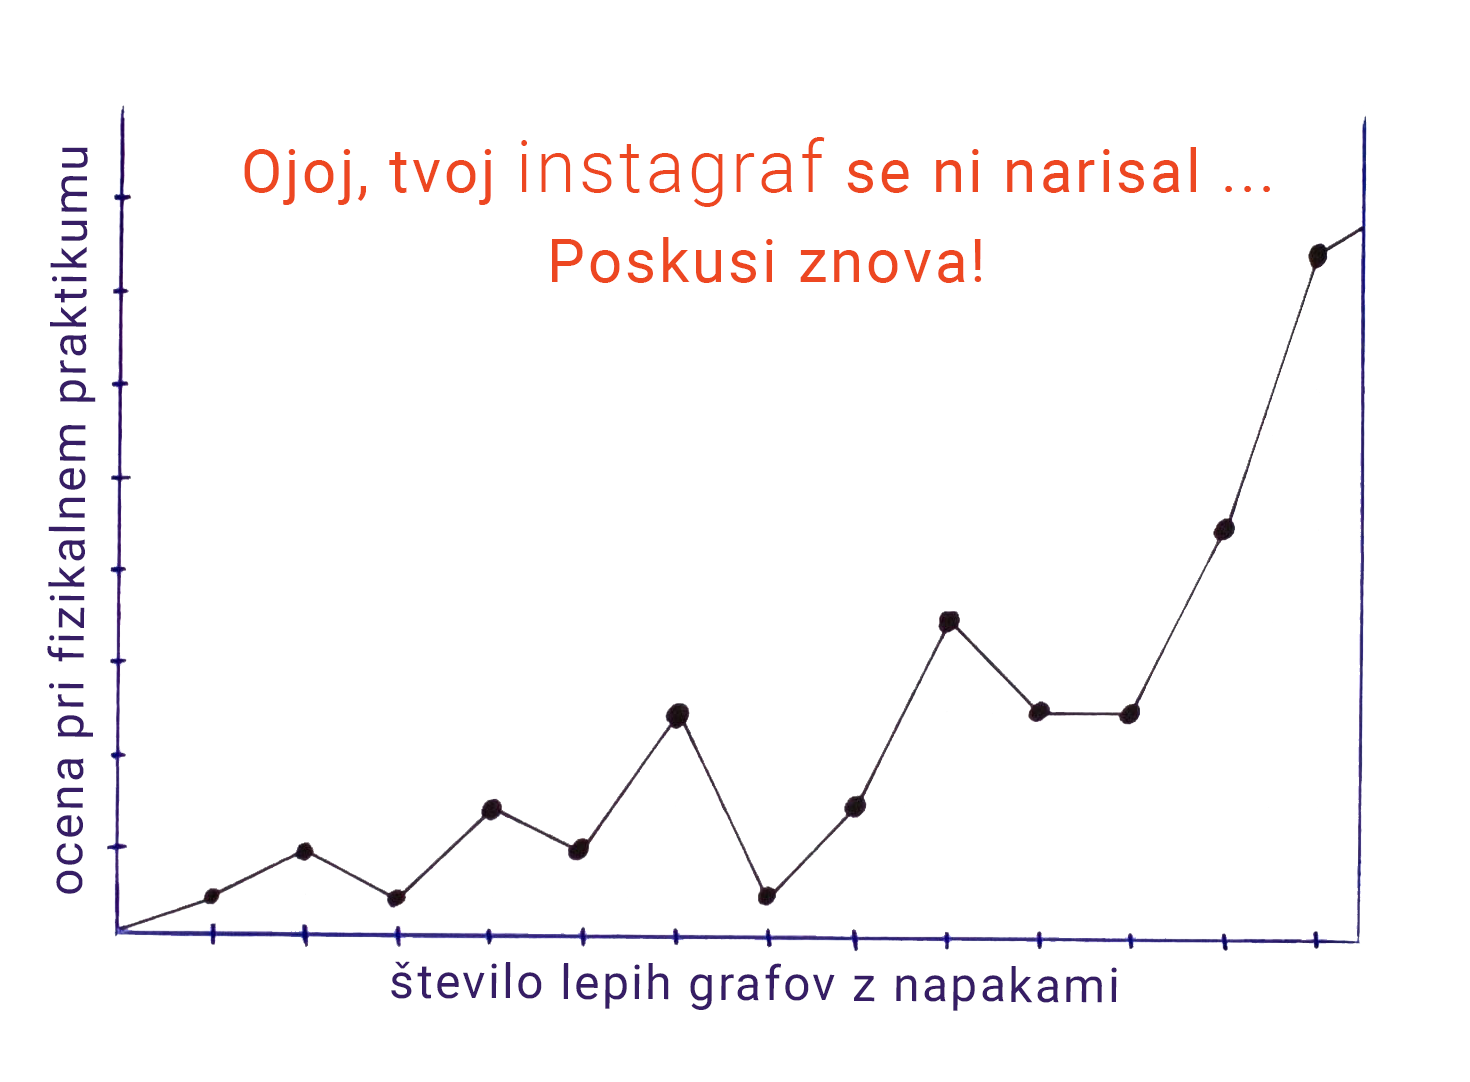 Ojoj, tvoj instagraf se ni narisal ...
Poskusi znova!
ocena pri fizikalnem praktikumu
število lepih grafov z napakami